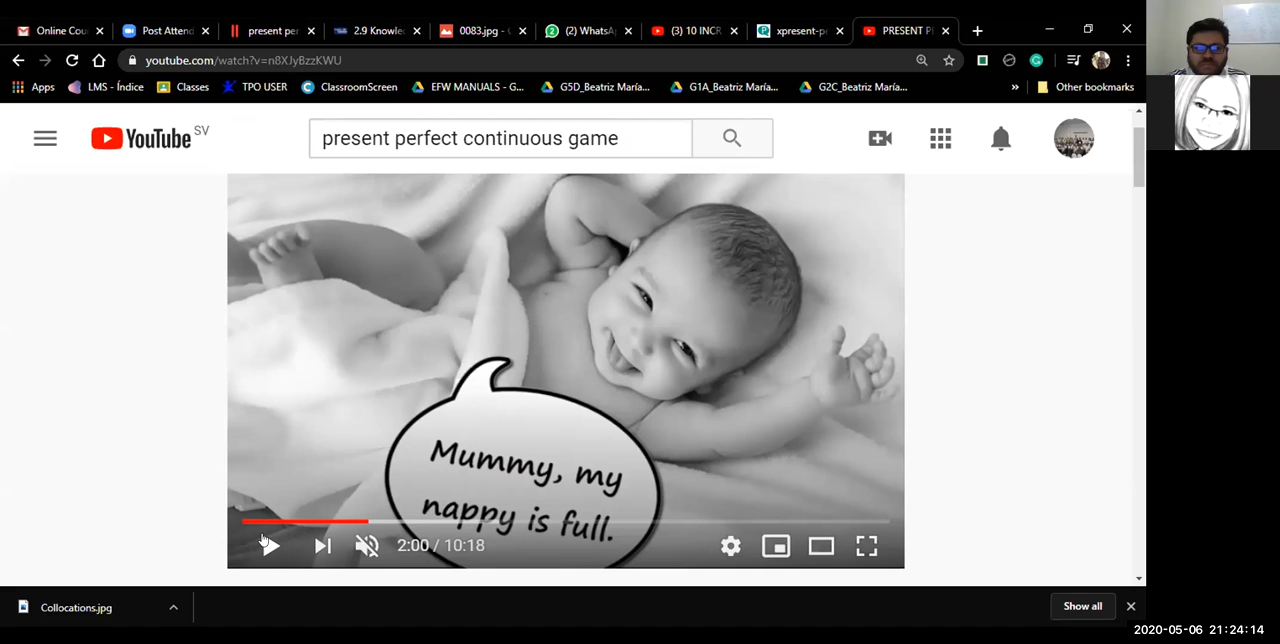 Online Cou
Post Attend
present per
2.9 Knowle
0083.jpg -
(2) WhatsA
(3) 10 INCR
xpresent-p
PRESENT P
youtube.com/watch?v=n8XJyBzzKWU
Apps
LMS - Índice
Classes
TPO USER
ClassroomScreen
EFW MANUALS - G...
G5D_Beatriz María...
G1A_Beatriz María...
G2C_Beatriz María...
»
Other bookmarks
YouTube SV
present perfect continuous game
Mummy, my
nappy is full.
2:00 / 10:18
Collocations.jpg
Show all
2020-05-06 21:24:14